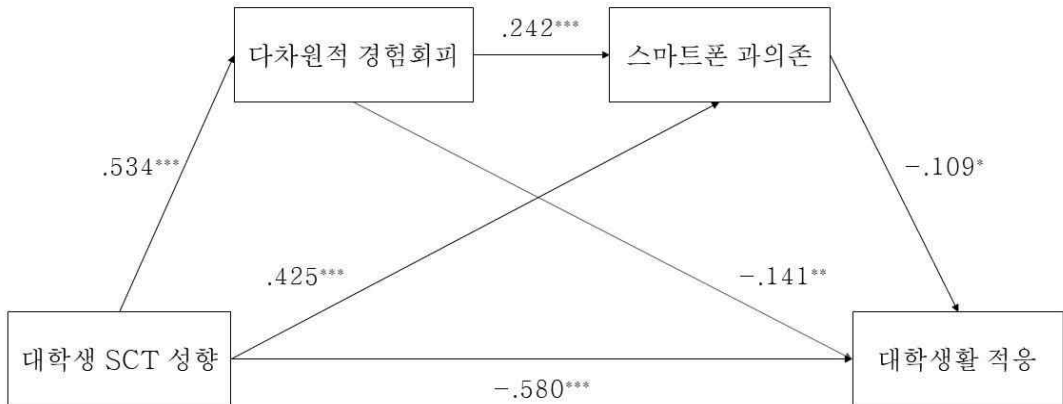 .242***
다차원적 경험회피
스마트폰 과의존
.534***
-.109*
.425***
-.141**
대학생 SCT 성향
대학생활 적응
-.580***